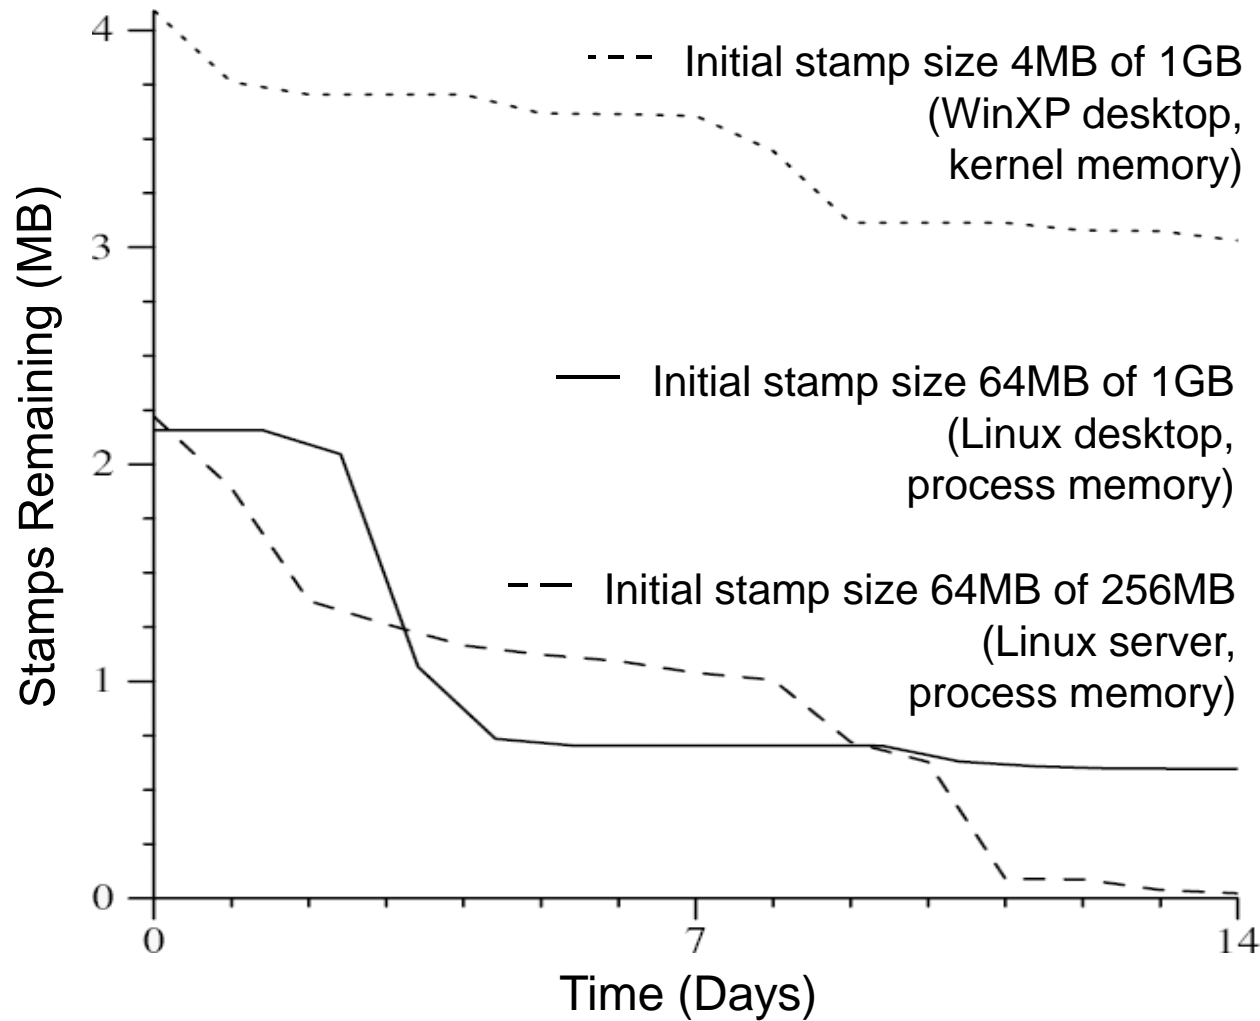 4
3
2
1
0
0
7
14
Stamps Remaining (MB)
Time (Days)
Initial stamp size 4MB of 1GB
(WinXP desktop,
kernel memory)
Initial stamp size 64MB of 1GB
(Linux desktop,
process memory)
Initial stamp size 64MB of 256MB
(Linux server,
process memory)